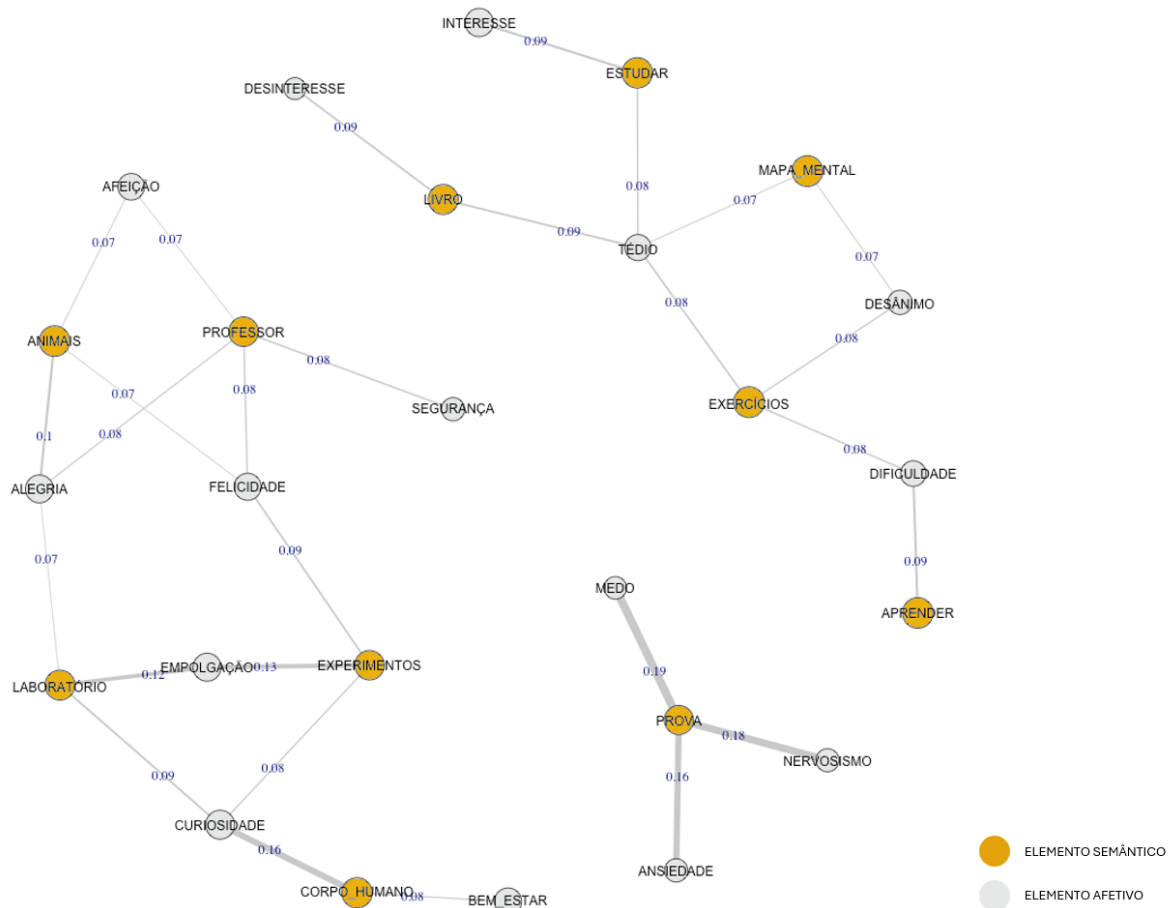 INTERESSE
0.09
ESTUDAR
DESINTERESSE
0.09
MAPA_MENTAL
AFEIÇÃO
0.08
0.07
LIVRO
0.09
0.07
0.07
TÉDIO
0.07
DESÂNIMO
0.08
PROFESSOR
ANIMAIS
0.08
0.08
0.07
0.08
EXERCÍCIOS
SEGURANÇA
0.1
0.08
0.08
DIFICULDADE
ALEGRIA
FELICIDADE
0.07
0.09
0.09
MEDO
APRENDER
EMPOLGAÇÃO
0.13
EXPERIMENTOS
0.12
LABORATÓRIO
0.19
PROVA
0.18
NERVOSISMO
0.09
0.08
0.16
CURIOSIDADE
0.16
ANSIEDADE
CORPO_HUMANO
0.08
BEM_ESTAR
ELEMENTO SEMÂNTICO
ELEMENTO AFETIVO